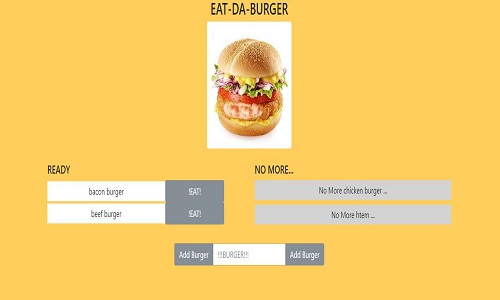 EAT-DA-BURGER
READY
NO MORE...
bacon burger !EAT!
No More chicken burger ...
beef burger !EAT!
No More htem ...
Add Burger !!!BURGER!!! Add Burger